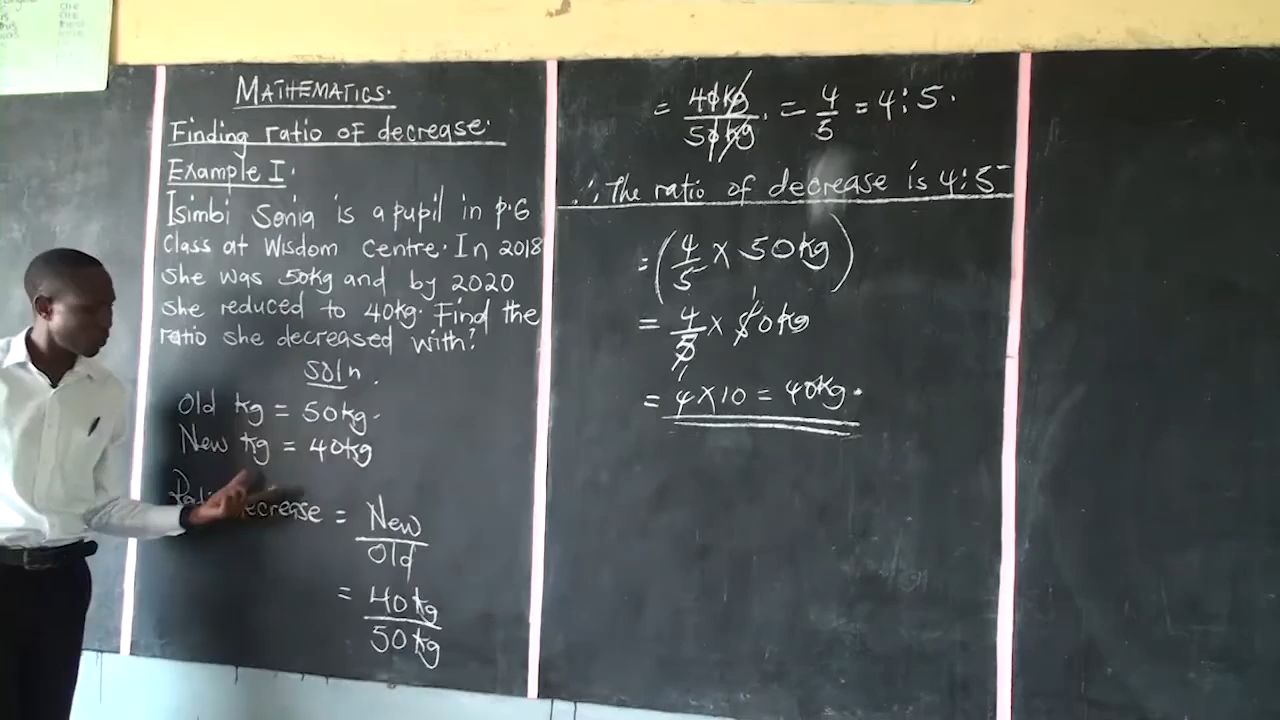 MATHEMATICS.
Finding ratio of decrease.
Example I.
Isimbi Sonia is a pupil in p.6
Class at Wisdom Centre. In 2018
she was 50kg and by 2020
she reduced to 40kg. Find the
ratio she decreased with?
soln.
Old kg = 50kg.
New kg = 40kg
decrease = New
Old
= 40kg
50kg
= 40kg / 50kg = 4/5 = 4:5.
∴ The ratio of decrease is 4:5
= (4/5 × 50kg)
= 4/5 × 50kg
1
1
= 4 × 10 = 40kg.